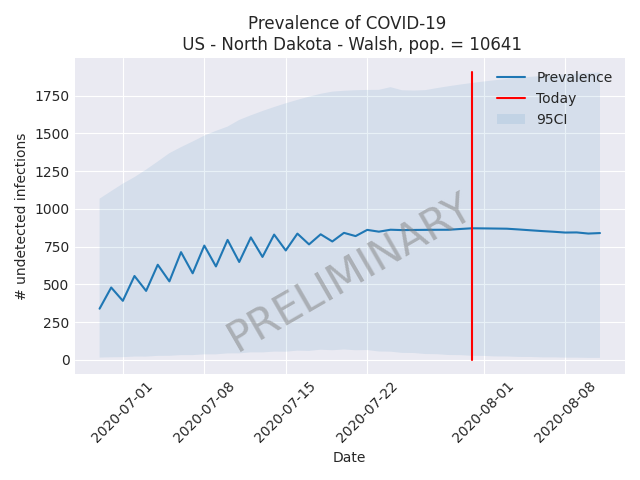 Prevalence of COVID-19
US - North Dakota - Walsh, pop. = 10641
# undetected infections
1750
1500
1250
1000
750
500
250
0
Prevalence
Today
95CI
PRELIMINARY
2020-07-01
2020-07-08
2020-07-15
2020-07-22
2020-08-01
2020-08-08
Date